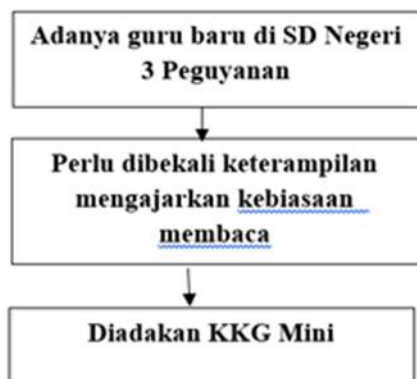 Adanya guru baru di SD Negeri
3 Peguyanan
Perlu dibekali keterampilan
mengajarkan kebiasaan
membaca
Diadakan KKG Mini